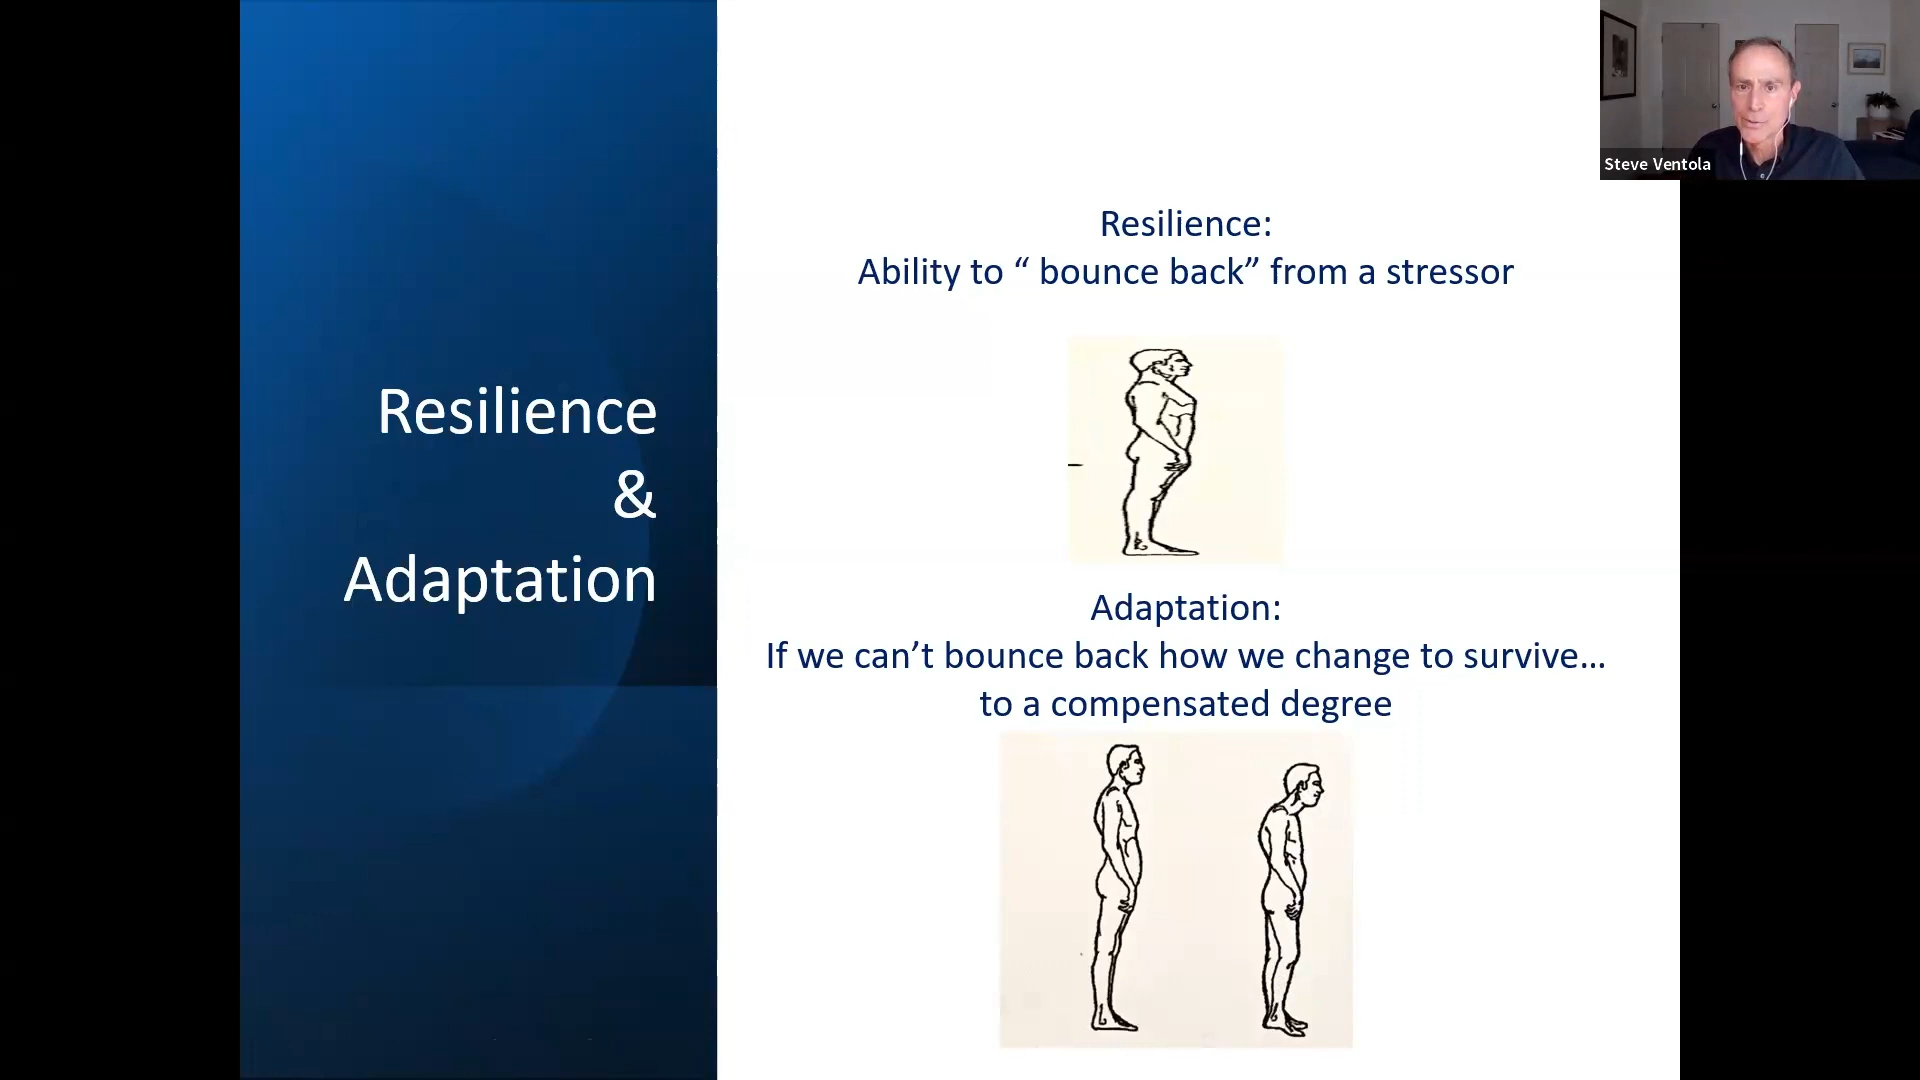 Resilience
&
Adaptation
Resilience:
Ability to “ bounce back” from a stressor
Adaptation:
If we can’t bounce back how we change to survive…
to a compensated degree
Steve Ventola